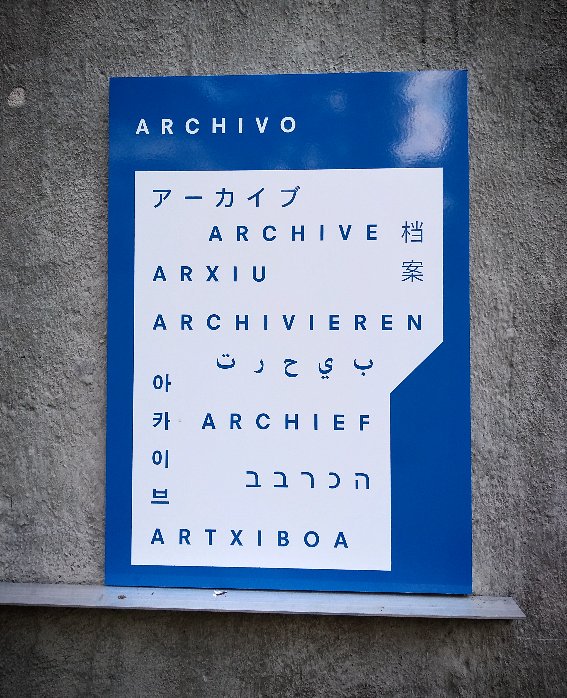 ARCHIVO
アーカイブ
ARCHIVE
档案
ARXIU
ARCHIVIEREN
ب ي ح ر ت
아카이브
ARCHIEF
ה כ ר ב ב
ARTXIBOA